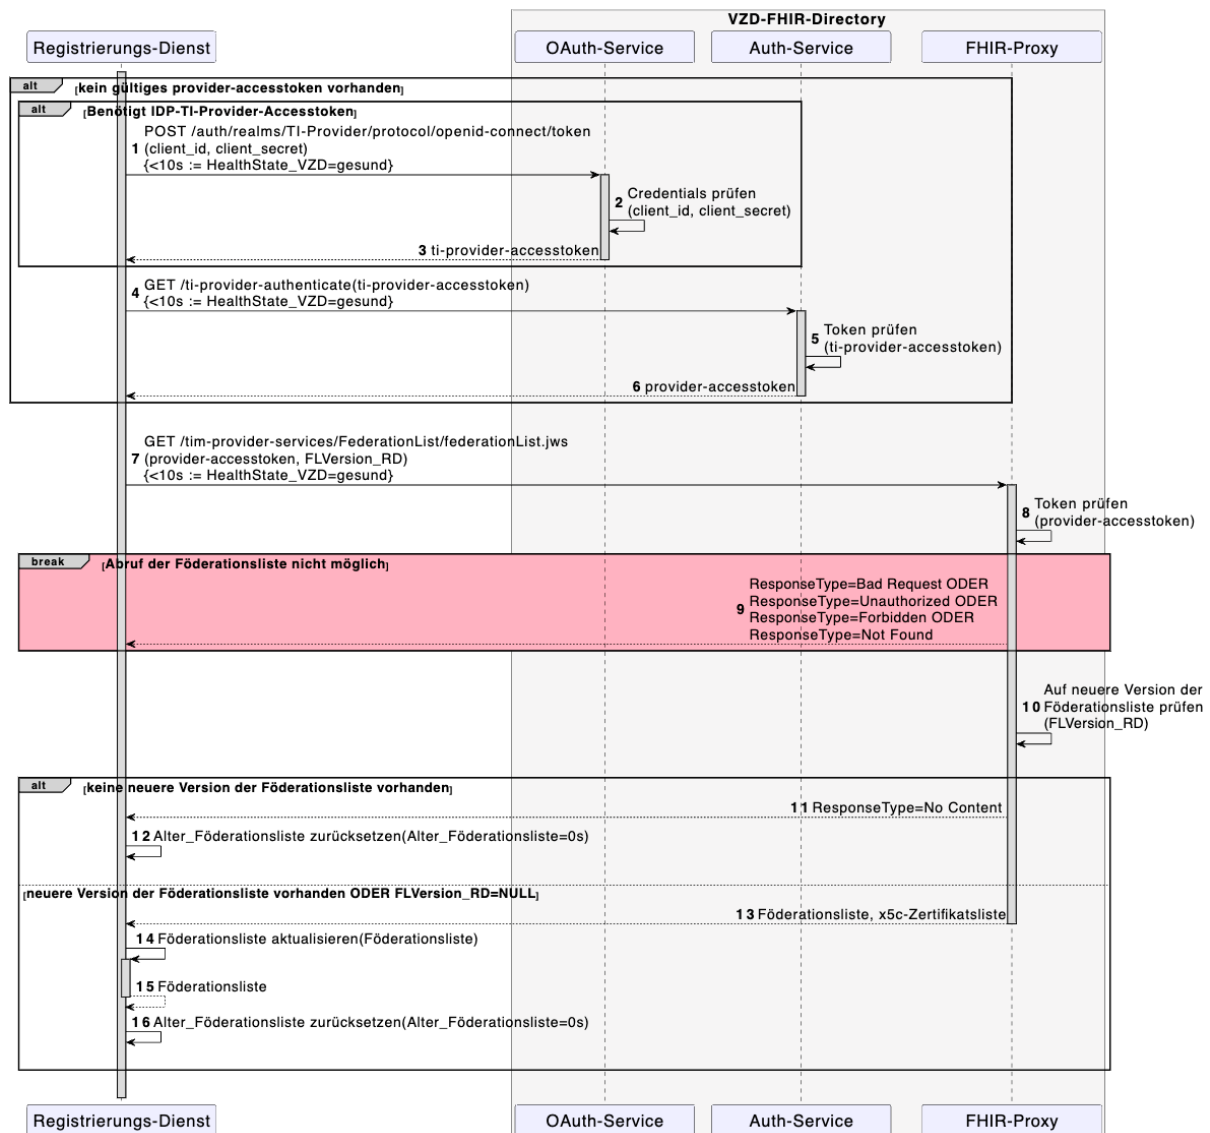 VZD-FHIR-Directory
Registrierungs-Dienst
OAuth-Service
Auth-Service
FHIR-Proxy
alt [kein gültiges provider-accesstoken vorhanden]
alt [Benötigt IDP-TI-Provider-Accesstoken]
POST /auth/realms/TI-Provider/protocol/openid-connect/token
1 (client_id, client_secret)
{<10s := HealthState_VZD=gesund}
Credentials prüfen
2 (client_id, client_secret)
3 ti-provider-accesstoken
GET /ti-provider-authenticate(ti-provider-accesstoken)
4 {<10s := HealthState_VZD=gesund}
Token prüfen
5 (ti-provider-accesstoken)
6 provider-accesstoken
GET /tim-provider-services/FederationList/federationList.jws
7 (provider-accesstoken, FLVersion_RD)
{<10s := HealthState_VZD=gesund}
Token prüfen
8 (provider-accesstoken)
break [Abruf der Föderationsliste nicht möglich]
ResponseType=Bad Request ODER
9 ResponseType=Unauthorized ODER
ResponseType=Forbidden ODER
ResponseType=Not Found
Auf neuere Version der
10 Föderationsliste prüfen
(FLVersion_RD)
alt [keine neuere Version der Föderationsliste vorhanden]
11 ResponseType=No Content
12 Alter_Föderationsliste zurücksetzen(Alter_Föderationsliste=0s)
[neuere Version der Föderationsliste vorhanden ODER FLVersion_RD=NULL]
13 Föderationsliste, x5c-Zertifikatsliste
14 Föderationsliste aktualisieren(Föderationsliste)
15 Föderationsliste
16 Alter_Föderationsliste zurücksetzen(Alter_Föderationsliste=0s)
Registrierungs-Dienst
OAuth-Service
Auth-Service
FHIR-Proxy